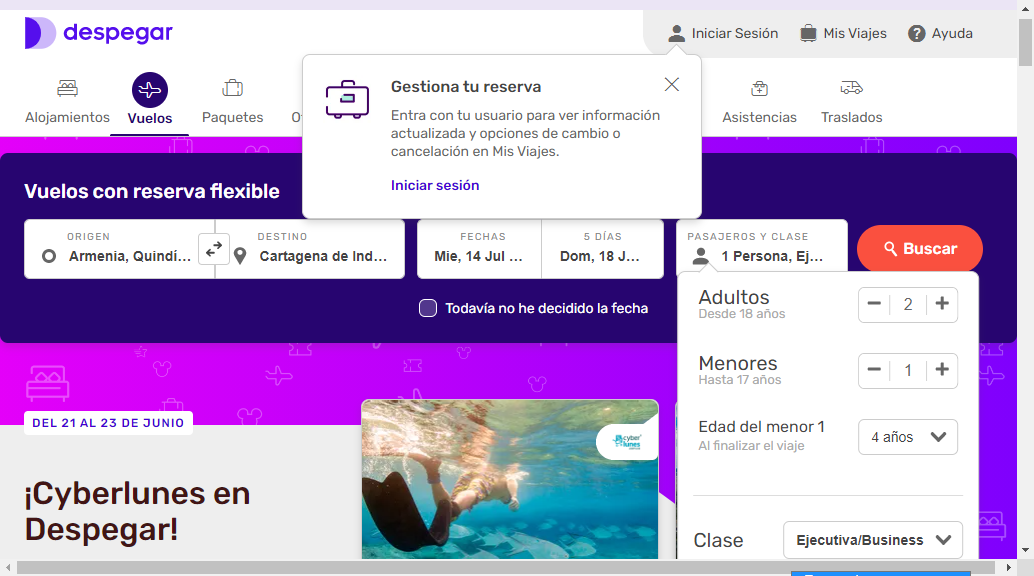 despegar
Iniciar Sesión
Mis Viajes
? Ayuda
Alojamientos
Vuelos
Paquetes
Asistencias
Traslados
Gestiona tu reserva
Entra con tu usuario para ver información
actualizada y opciones de cambio o
cancelación en Mis Viajes.
Iniciar sesión
Vuelos con reserva flexible
ORIGEN
Armenia, Quindí...
DESTINO
Cartagena de Ind...
FECHAS
Mie, 14 Jul ...
5 DÍAS
Dom, 18 J...
PASAJEROS Y CLASE
1 Persona, Ej...
Buscar
Todavía no he decidido la fecha
Adultos
Desde 18 años
2
Menores
Hasta 17 años
1
Edad del menor 1
Al finalizar el viaje
4 años
Clase
Ejecutiva/Business
DEL 21 AL 23 DE JUNIO
cyber
lunes
¡Cyberlunes en
Despegar!